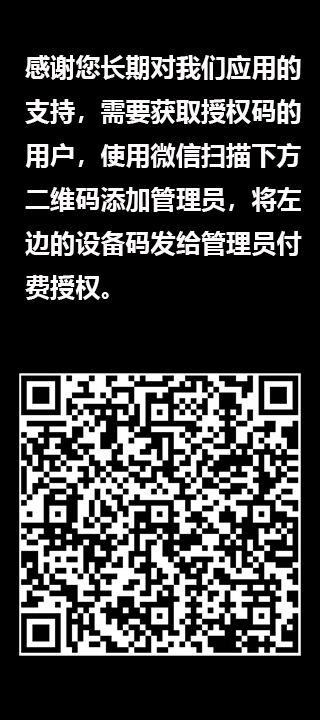 感谢您长期对我们应用的
支持，需要获取授权码的
用户，使用微信扫描下方
二维码添加管理员，将左
边的设备码发给管理员付
费授权。